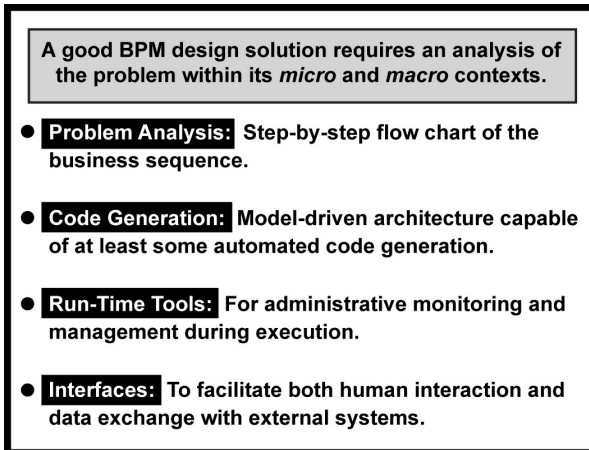 A good BPM design solution requires an analysis of
the problem within its micro and macro contexts.
● Problem Analysis: Step-by-step flow chart of the
business sequence.
● Code Generation: Model-driven architecture capable
of at least some automated code generation.
● Run-Time Tools: For administrative monitoring and
management during execution.
● Interfaces: To facilitate both human interaction and
data exchange with external systems.